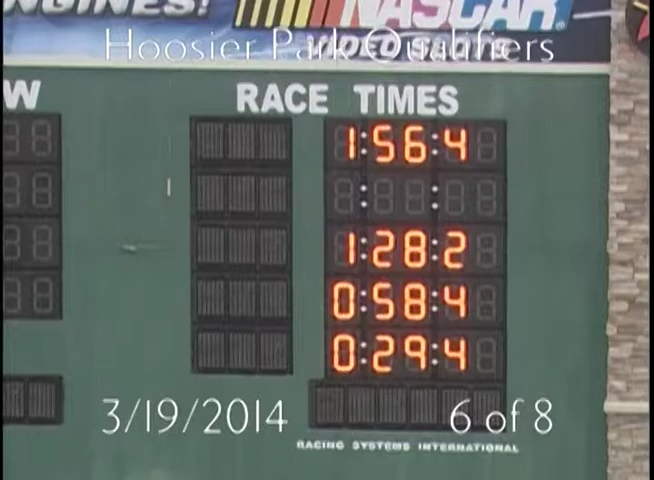 ENGINES!
NASCAR
Hoosier Park Qualifiers
W
RACE TIMES
1:56:4
1:28:2
0:58:4
0:29:4
3/19/2014
6 of 8
RACING SYSTEMS INTERNATIONAL